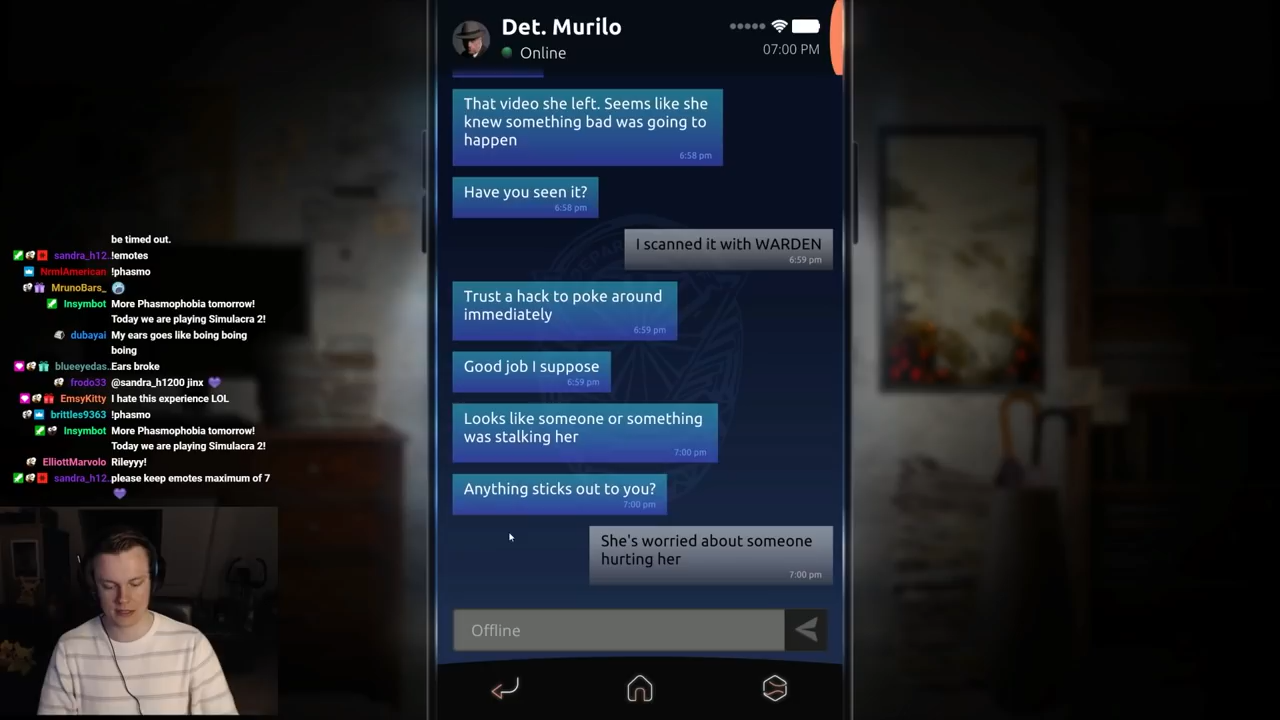 Det. Murilo
Online
07:00 PM
That video she left. Seems like she
knew something bad was going to
happen
6:58 pm
Have you seen it?
6:58 pm
I scanned it with WARDEN
6:59 pm
Trust a hack to poke around
immediately
6:59 pm
Good job I suppose
6:59 pm
Looks like someone or something
was stalking her
7:00 pm
Anything sticks out to you?
7:00 pm
She's worried about someone
hurting her
7:00 pm
Offline
be timed out.
sandra_h12.. !emotes
NrmlAmerican !phasmo
MrunoBars_
Insymbot More Phasmophobia tomorrow!
Today we are playing Simulacra 2!
dubayai My ears goes like boing boing
boing
blueeyedas.. Ears broke
frodo33 @sandra_h1200 jinx
EmsyKitty I hate this experience LOL
brittles9363 !phasmo
Insymbot More Phasmophobia tomorrow!
Today we are playing Simulacra 2!
ElliottMarvolo Rileyyy!
sandra_h12.. please keep emotes maximum of 7